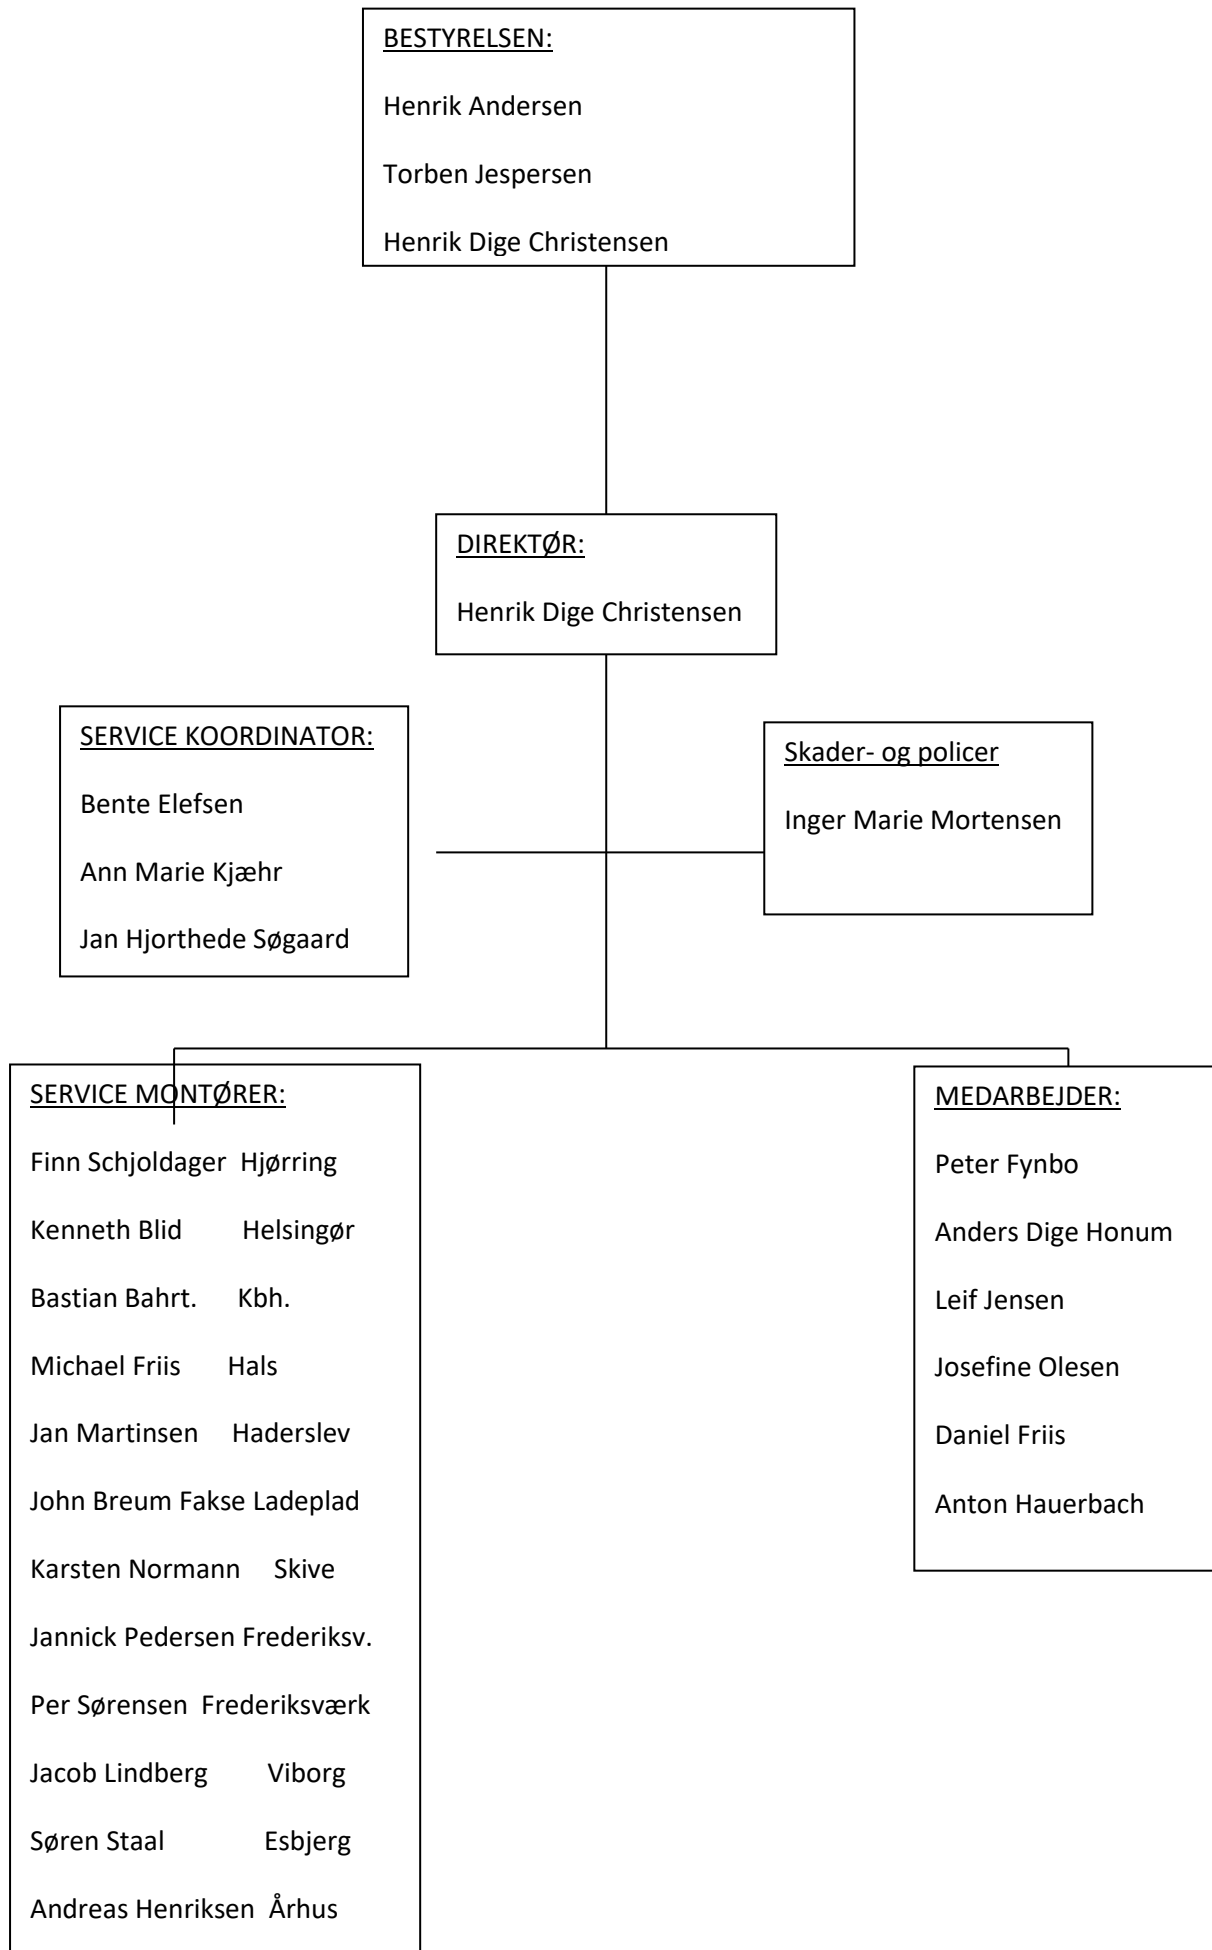 BESTYRELSEN:
Henrik Andersen
Torben Jespersen
Henrik Dige Christensen
DIREKTØR:
Henrik Dige Christensen
SERVICE KOORDINATOR:
Bente Elefsen
Ann Marie Kjæhr
Jan Hjorthede Søgaard
Skader- og policer
Inger Marie Mortensen
SERVICE MONTØRER:
Finn Schjoldager Hjørring
Kenneth Blid Helsingør
Bastian Bahrt. Kbh.
Michael Friis Hals
Jan Martinsen Haderslev
John Breum Fakse Ladeplad
Karsten Normann Skive
Jannick Pedersen Frederiksv.
Per Sørensen Frederiksværk
Jacob Lindberg Viborg
Søren Staal Esbjerg
Andreas Henriksen Århus
MEDARBEJDER:
Peter Fynbo
Anders Dige Honum
Leif Jensen
Josefine Olesen
Daniel Friis
Anton Hauerbach